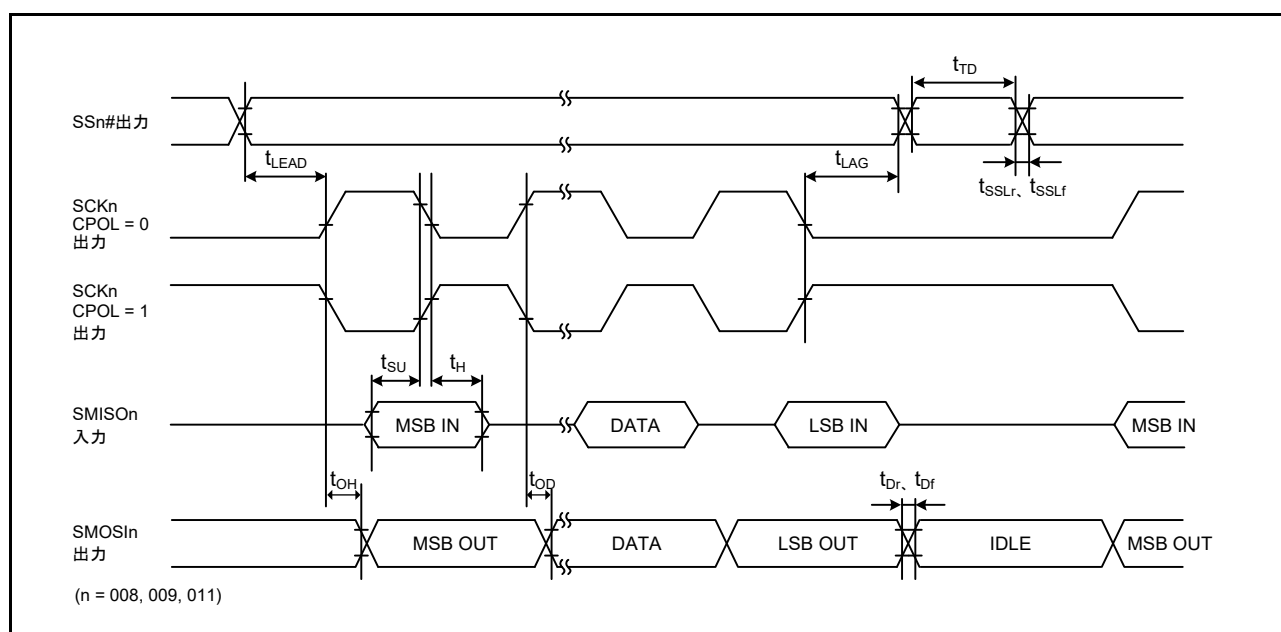 tTD
SSn#出力
tLEAD
tLAG
tSSLr、tSSLf
SCKn
CPOL = 0
出力
SCKn
CPOL = 1
出力
tSU
tH
SMISOn
入力
MSB IN
DATA
LSB IN
MSB IN
tOH
tOD
tDr、tDf
SMOSIn
出力
MSB OUT
DATA
LSB OUT
IDLE
MSB OUT
(n = 008, 009, 011)